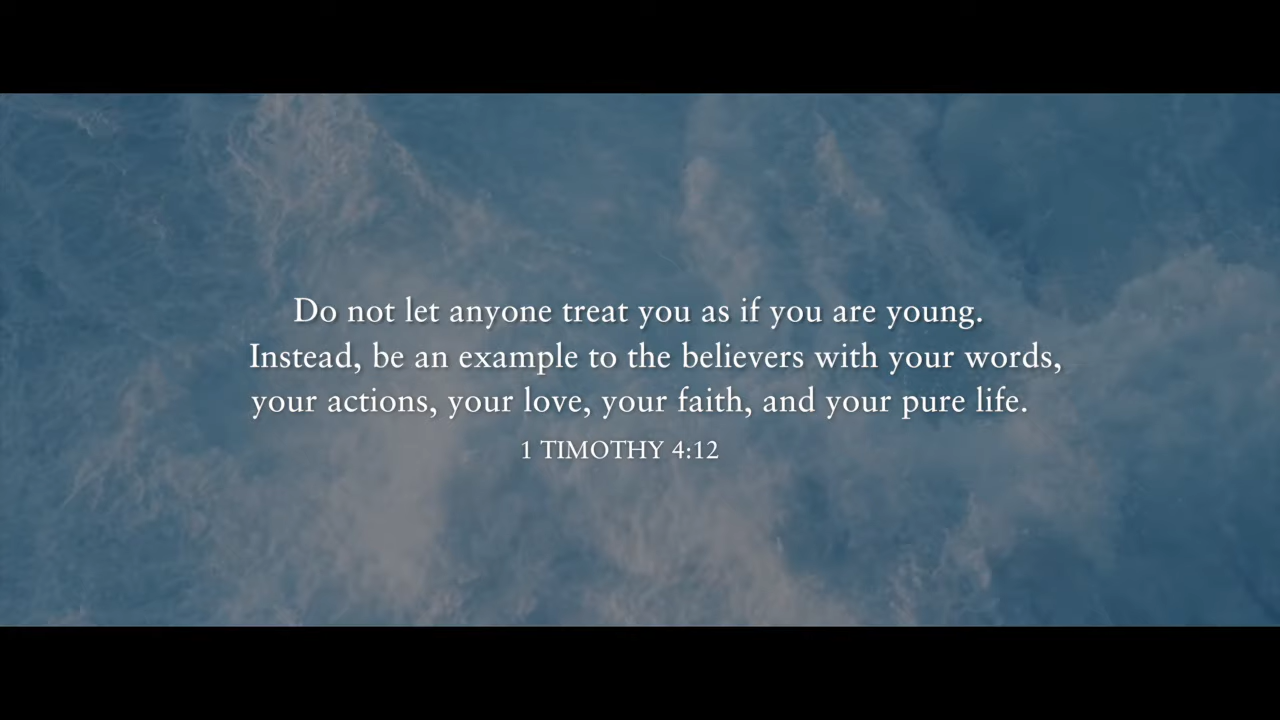 Do not let anyone treat you as if you are young.
Instead, be an example to the believers with your words,
your actions, your love, your faith, and your pure life.
1 TIMOTHY 4:12